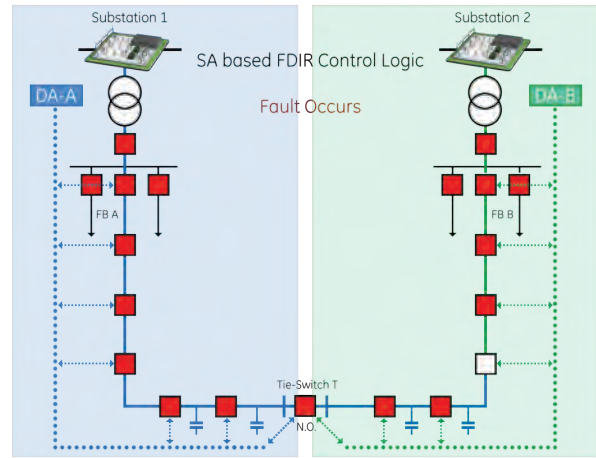 Substation 1
Substation 2
SA based FDIR Control Logic
DA-A
DA-B
Fault Occurs
FB A
FB B
Tie-Switch T
N.O.